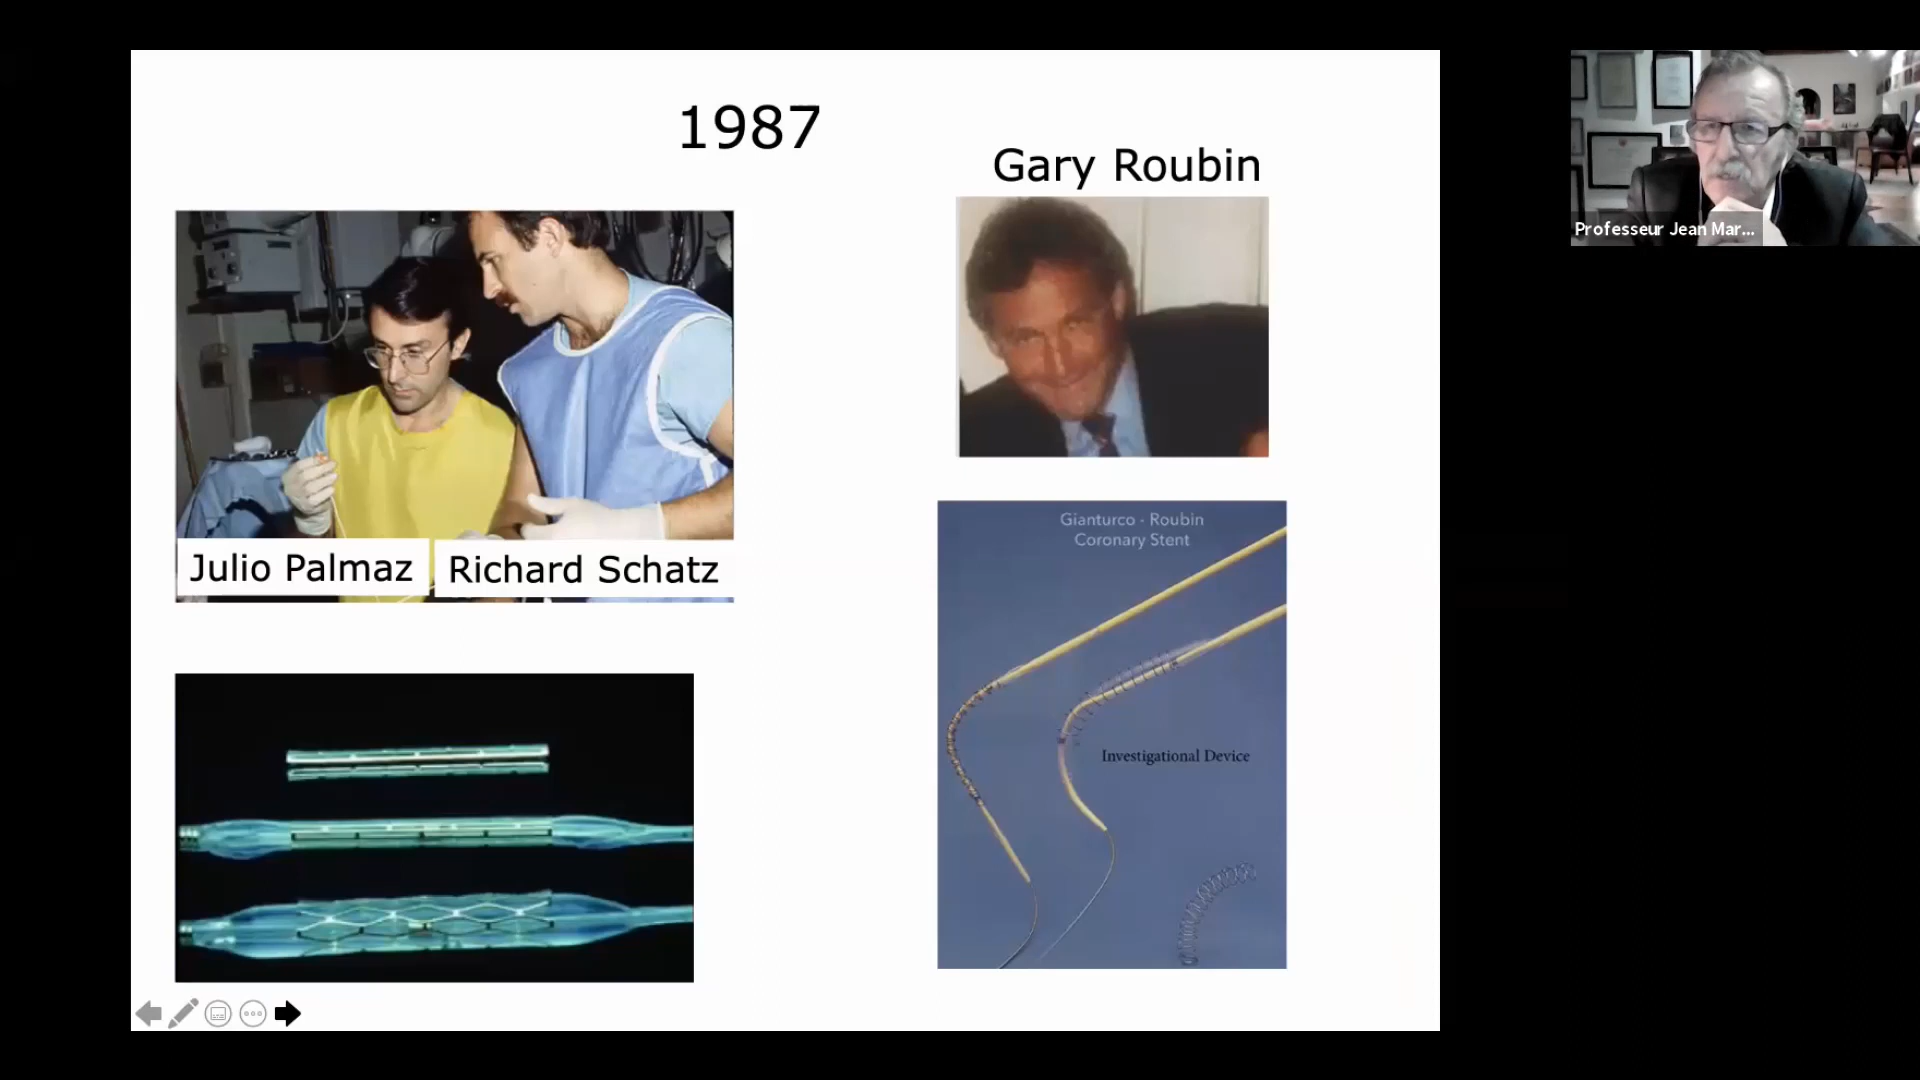 1987
Gary Roubin
Julio Palmaz
Richard Schatz
Gianturco - Roubin
Coronary Stent
Investigational Device
Professeur Jean Mar...